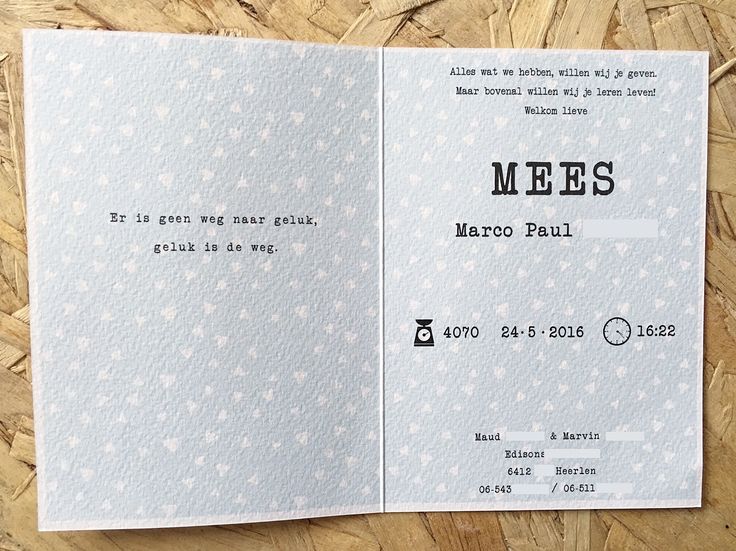 Er is geen weg naar geluk,
geluk is de weg.
Alles wat we hebben, willen wij je geven.
Maar bovenal willen wij je leren leven!
Welkom lieve
MEES
Marco Paul
4070 24·5·2016 16:22
Maud & Marvin
Edisons
6412 Heerlen
06-543 / 06-511